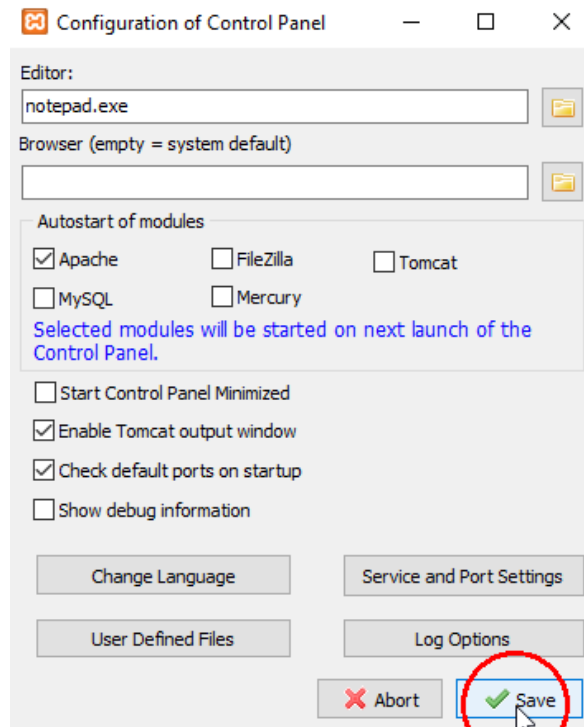 Configuration of Control Panel
Editor:
notepad.exe
Browser (empty = system default)
Autostart of modules
Apache FileZilla Tomcat
MySQL Mercury
Selected modules will be started on next launch of the
Control Panel.
Start Control Panel Minimized
Enable Tomcat output window
Check default ports on startup
Show debug information
Change Language Service and Port Settings
User Defined Files Log Options
Abort Save